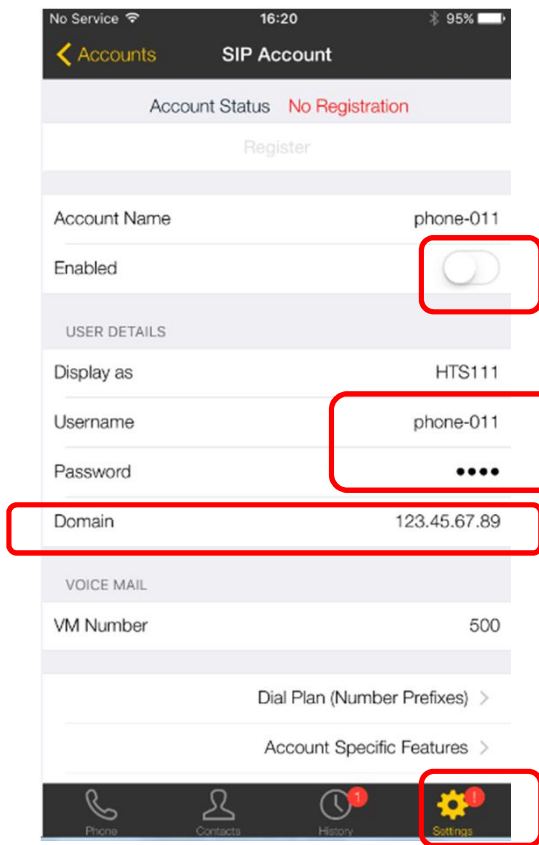 No Service 16:20 95%
Accounts SIP Account
Account Status No Registration
Register
Account Name phone-011
Enabled
USER DETAILS
Display as HTS111
Username phone-011
Password ••••
Domain 123.45.67.89
VOICE MAIL
VM Number 500
Dial Plan (Number Prefixes) >
Account Specific Features >
1 !
Phone Contacts History Settings